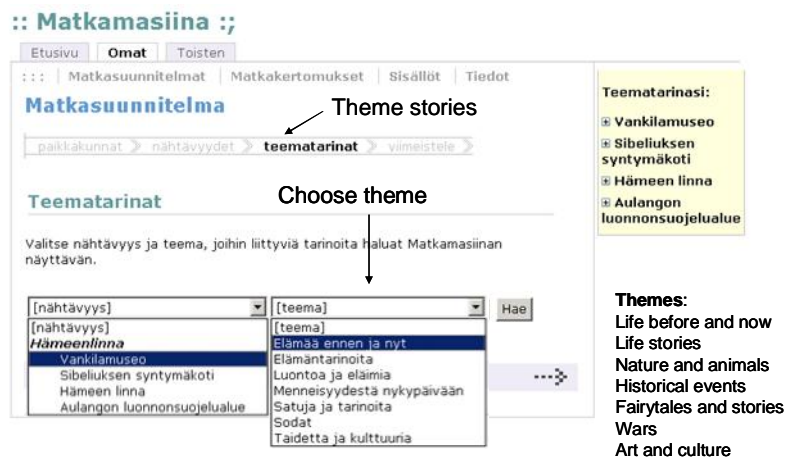 :: Matkamasiina :;
Etusivu Omat Toisten
::: | Matkasuunnitelmat | Matkakertomukset | Sisällöt | Tiedot
Matkasuunnitelma
Theme stories
paikkakunnat nähtävyydet teematarinat viimeistele
Teematarinat
Choose theme
Valitse nähtävyys ja teema, joihin liittyviä tarinoita haluat Matkamasiinan
näyttävän.
[nähtävyys] [teema] Hae
[nähtävyys]
Hämeenlinna
Vankilamuseo
Sibeliuksen syntymäkoti
Hämeen linna
Aulangon luonnonsuojelualue
[teema]
Elämää ennen ja nyt
Elämäntarinoita
Luontoa ja eläimia
Menneisyydestä nykypäivään
Satuja ja tarinoita
Sodat
Taidetta ja kulttuuria
Teematarinasi:
Vankilamuseo
Sibeliuksen
syntymäkoti
Hämeen linna
Aulangon
luonnonsuojelualue
Themes:
Life before and now
Life stories
Nature and animals
Historical events
Fairytales and stories
Wars
Art and culture